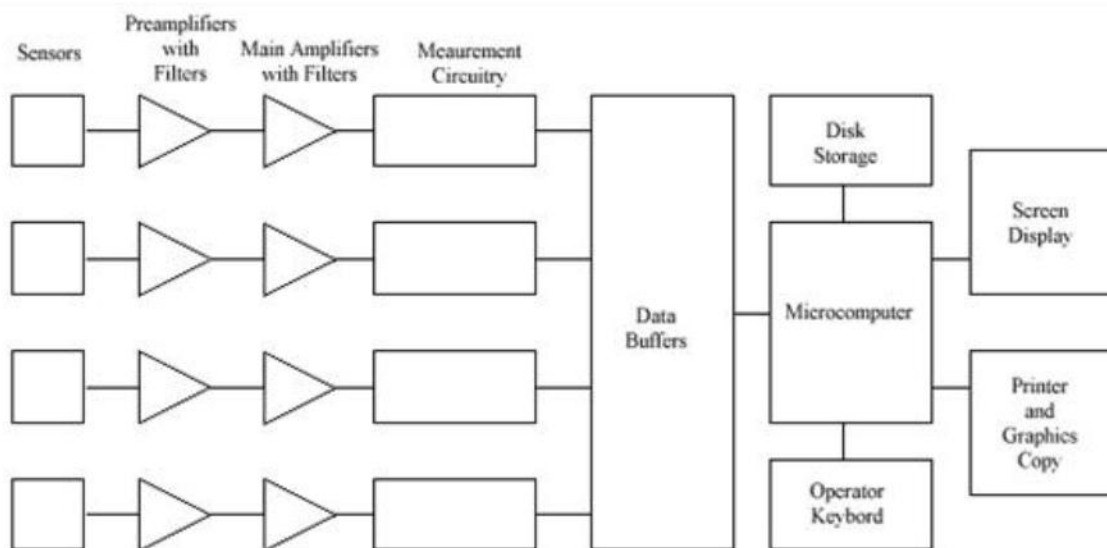 Sensors
Preamplifiers
with
Filters
Main Amplifiers
with Filters
Meaurement
Circuitry
Data
Buffers
Disk
Storage
Microcomputer
Operator
Keybord
Screen
Display
Printer
and
Graphics
Copy